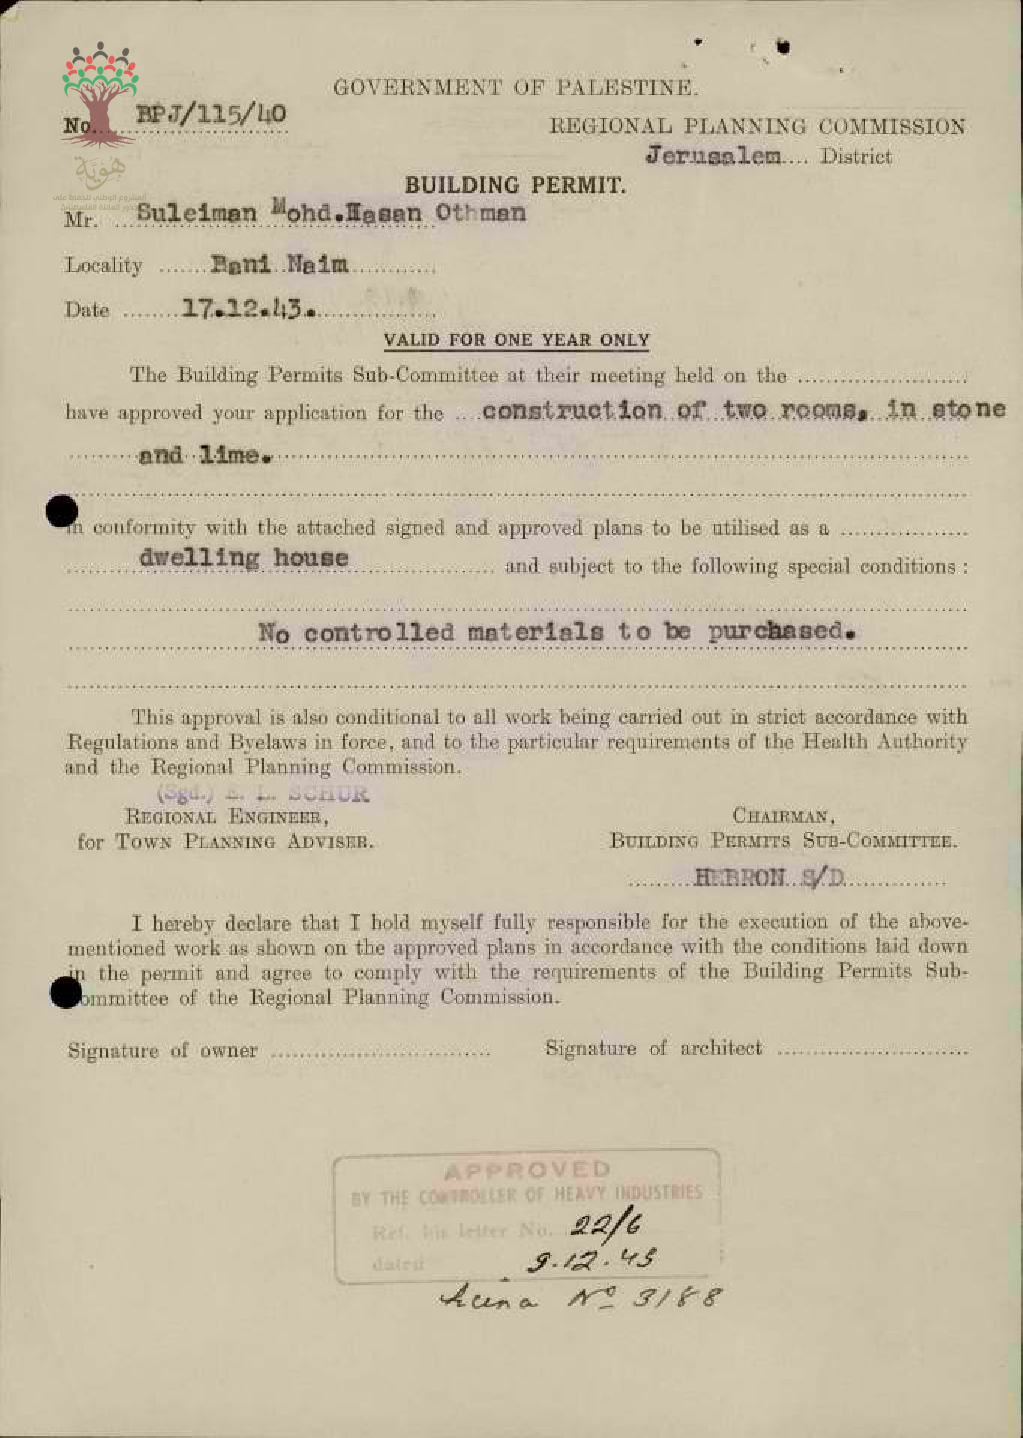 GOVERNMENT OF PALESTINE.
No. BPJ/115/40
REGIONAL PLANNING COMMISSION
Jerusalem.... District
هوية
BUILDING PERMIT.
Mr. Suleiman Mohd.Hasan Othman
Locality ....... Bani Naim
Date ........ 17.12.43.
VALID FOR ONE YEAR ONLY
The Building Permits Sub-Committee at their meeting held on the ........................
have approved your application for the .... construction of two rooms, in stone
and lime.
in conformity with the attached signed and approved plans to be utilised as a ..................
dwelling house .................... and subject to the following special conditions :
No controlled materials to be purchased.
This approval is also conditional to all work being carried out in strict accordance with
Regulations and Byelaws in force, and to the particular requirements of the Health Authority
and the Regional Planning Commission.
(Sgd.) E. L. SCHUR
REGIONAL ENGINEER,
for TOWN PLANNING ADVISER.
CHAIRMAN,
BUILDING PERMITS SUB-COMMITTEE.
HEBRON S/D
I hereby declare that I hold myself fully responsible for the execution of the above-
mentioned work as shown on the approved plans in accordance with the conditions laid down
in the permit and agree to comply with the requirements of the Building Permits Sub-
ommittee of the Regional Planning Commission.
Signature of owner ............................... Signature of architect ...........................
APPROVED
BY THE CONTROLLER OF HEAVY INDUSTRIES
Ref. his letter No. 22/6
dated 9.12.43
No 3188